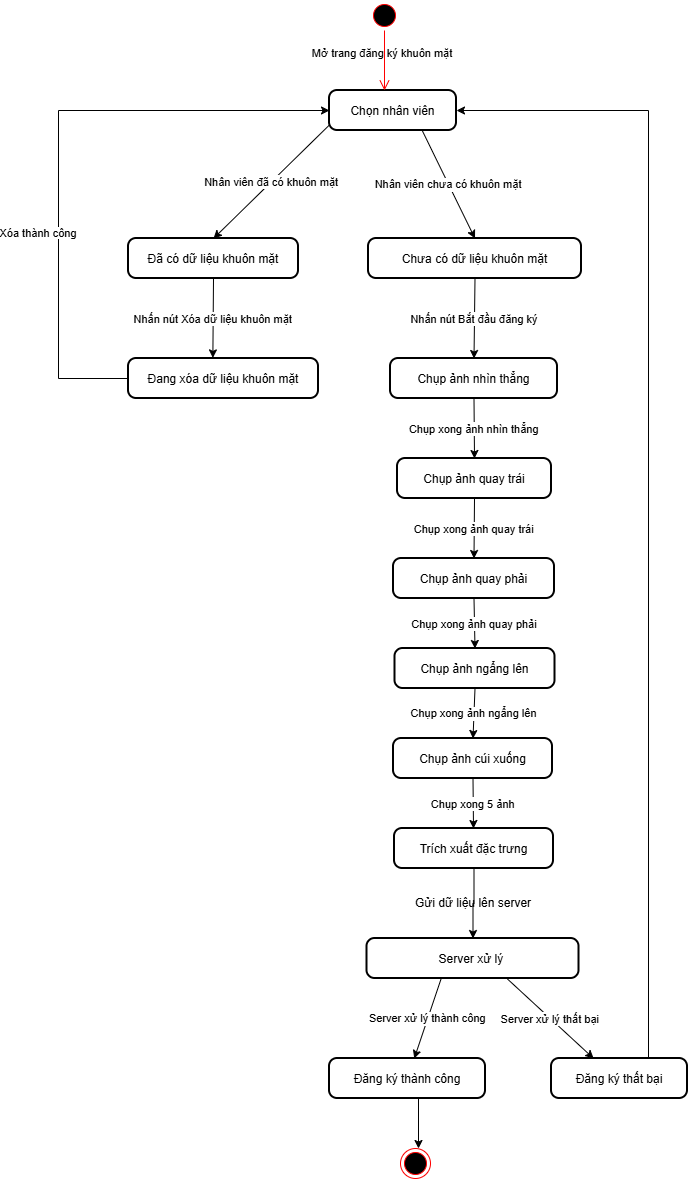 Mở trang đăng ký khuôn mặt
Chọn nhân viên
Nhân viên đã có khuôn mặt
Nhân viên chưa có khuôn mặt
Xóa thành công
Đã có dữ liệu khuôn mặt
Chưa có dữ liệu khuôn mặt
Nhấn nút Xóa dữ liệu khuôn mặt
Nhấn nút Bắt đầu đăng ký
Đang xóa dữ liệu khuôn mặt
Chụp ảnh nhìn thẳng
Chụp xong ảnh nhìn thẳng
Chụp ảnh quay trái
Chụp xong ảnh quay trái
Chụp ảnh quay phải
Chụp xong ảnh quay phải
Chụp ảnh ngẩng lên
Chụp xong ảnh ngẩng lên
Chụp ảnh cúi xuống
Chụp xong 5 ảnh
Trích xuất đặc trưng
Gửi dữ liệu lên server
Server xử lý
Server xử lý thành công
Server xử lý thất bại
Đăng ký thành công
Đăng ký thất bại